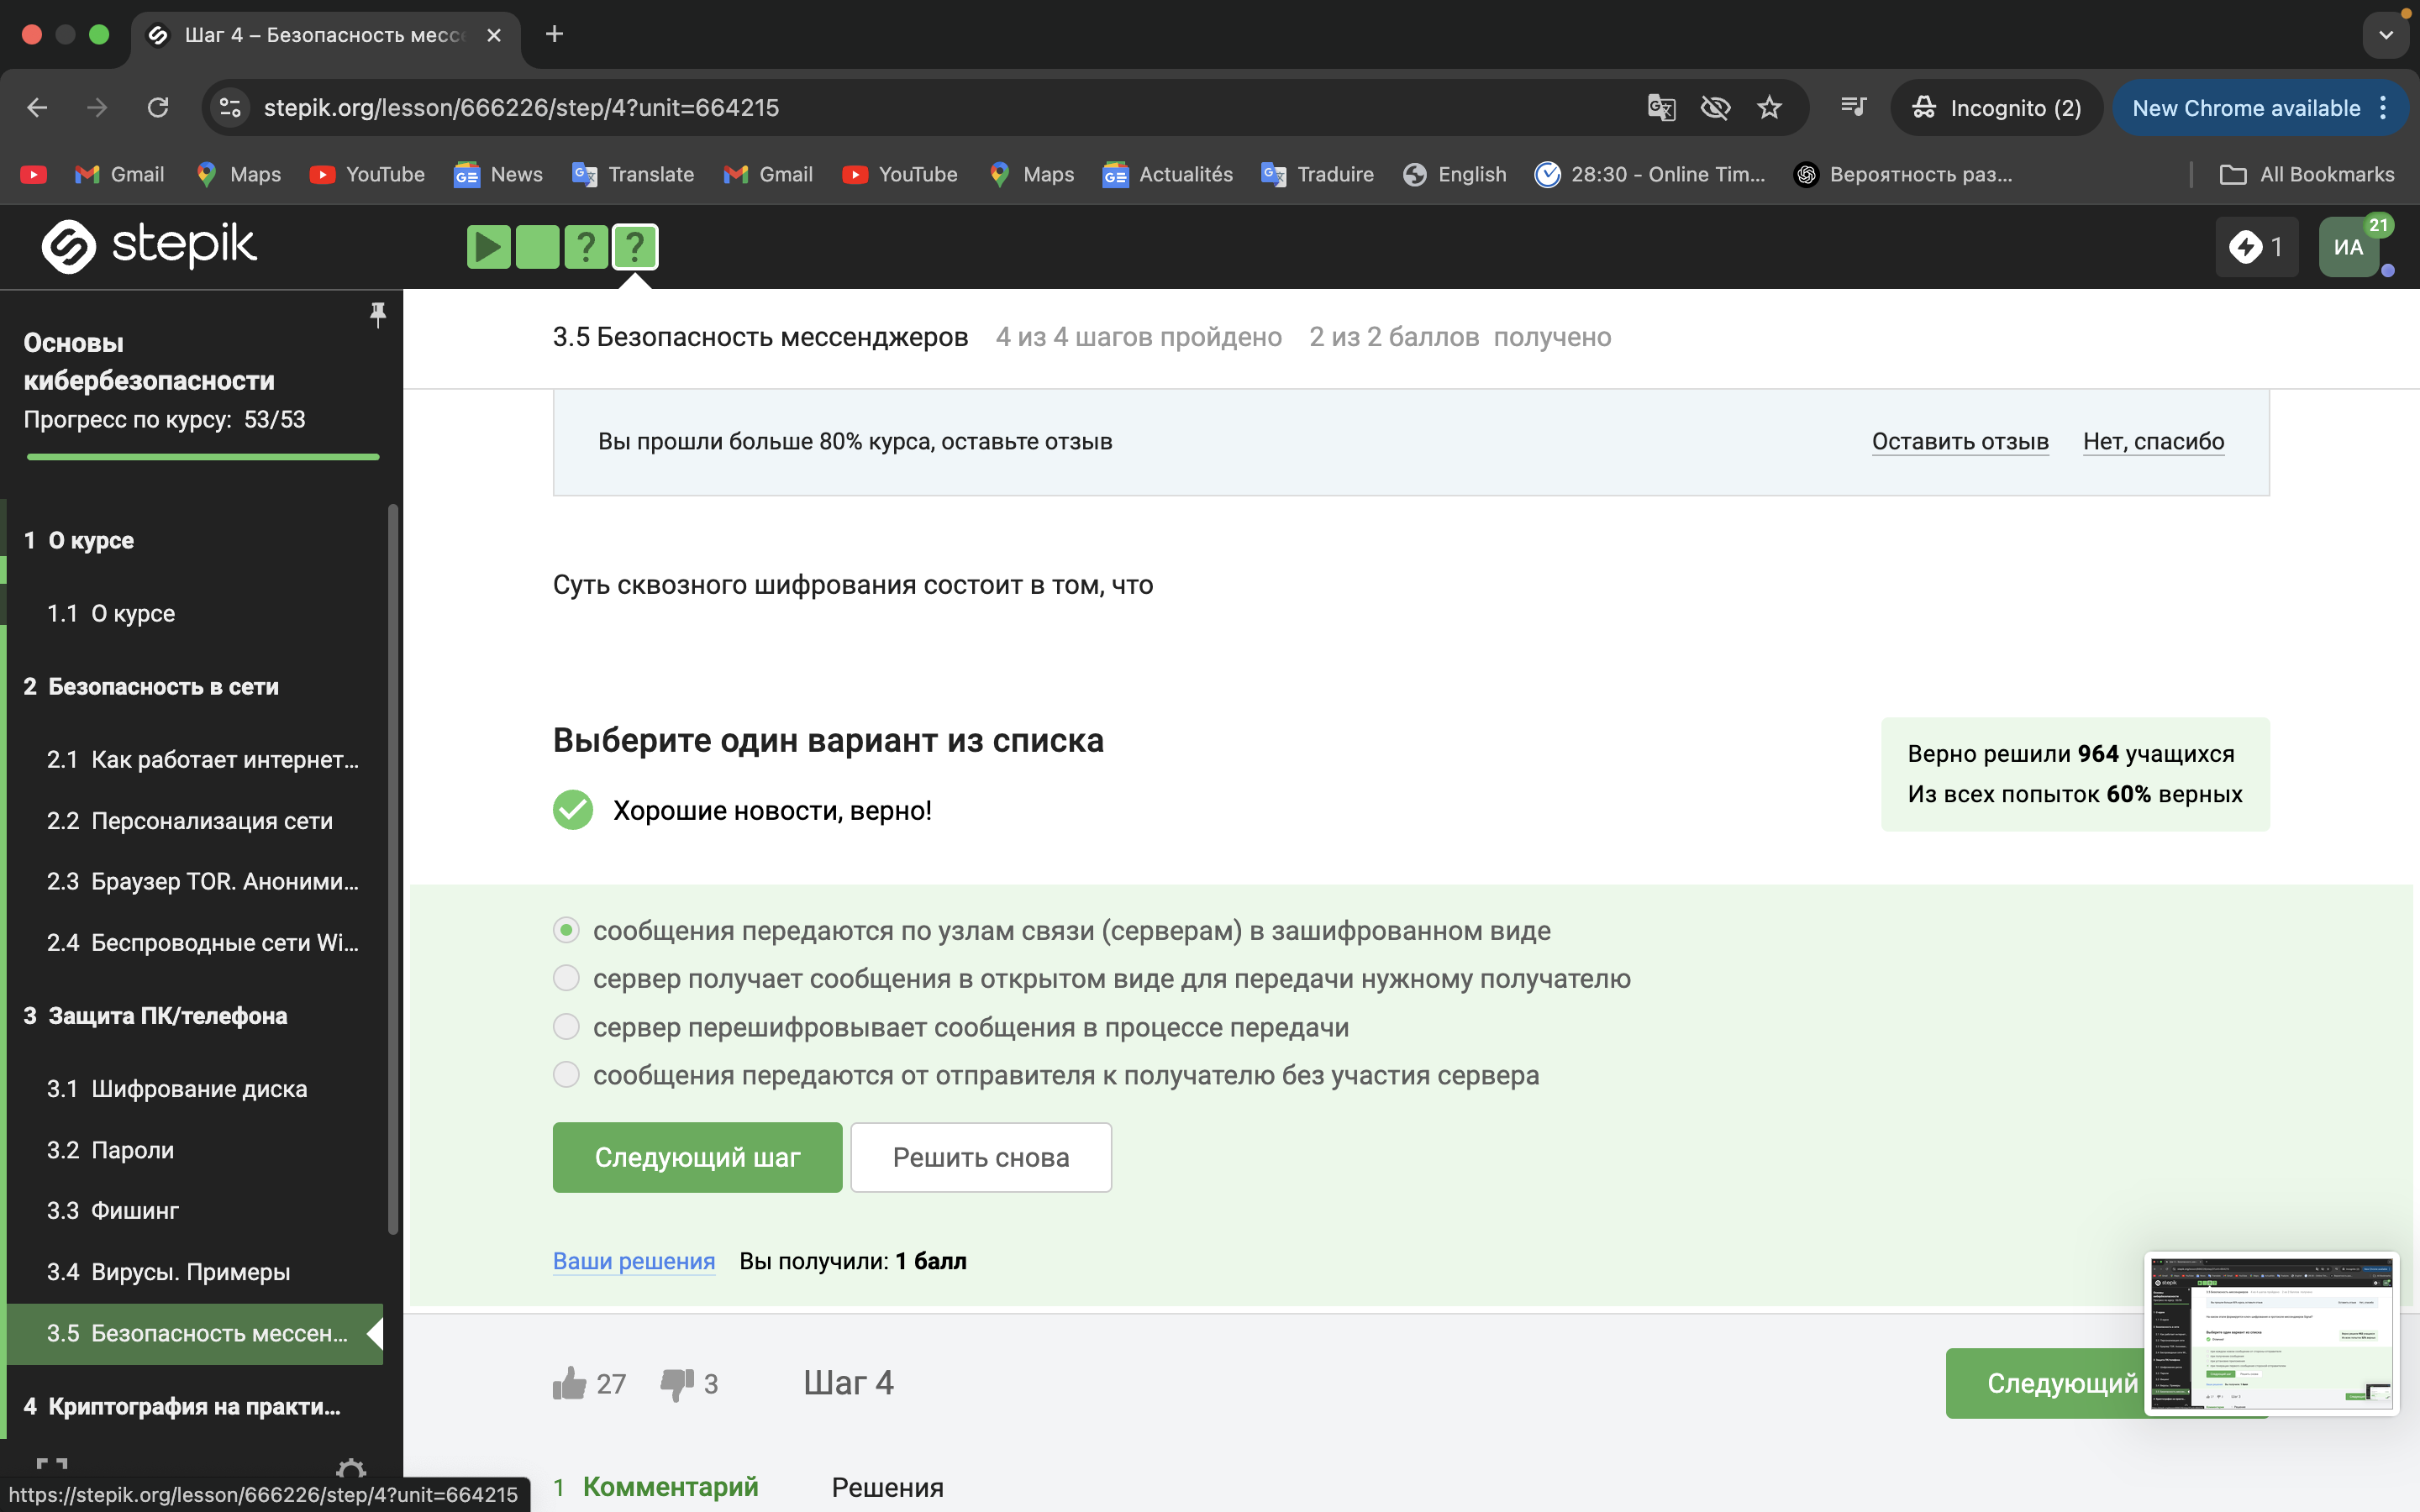 Шаг 4 – Безопасность мессе
stepik.org/lesson/666226/step/4?unit=664215
Incognito (2)
New Chrome available
Gmail
Maps
YouTube
News
Translate
Gmail
YouTube
Maps
Actualités
Traduire
English
28:30 - Online Tim...
Вероятность раз...
All Bookmarks
stepik
? ?
1
ИА
21
Основы
кибербезопасности
Прогресс по курсу: 53/53
1 О курсе
1.1 О курсе
2 Безопасность в сети
2.1 Как работает интернет...
2.2 Персонализация сети
2.3 Браузер TOR. Аноними...
2.4 Беспроводные сети Wi...
3 Защита ПК/телефона
3.1 Шифрование диска
3.2 Пароли
3.3 Фишинг
3.4 Вирусы. Примеры
3.5 Безопасность мессен...
4 Криптография на практи...
https://stepik.org/lesson/666226/step/4?unit=664215
3.5 Безопасность мессенджеров 4 из 4 шагов пройдено 2 из 2 баллов получено
Вы прошли больше 80% курса, оставьте отзыв
Оставить отзыв
Нет, спасибо
Суть сквозного шифрования состоит в том, что
Выберите один вариант из списка
Хорошие новости, верно!
Верно решили 964 учащихся
Из всех попыток 60% верных
сообщения передаются по узлам связи (серверам) в зашифрованном виде
сервер получает сообщения в открытом виде для передачи нужному получателю
сервер перешифровывает сообщения в процессе передачи
сообщения передаются от отправителя к получателю без участия сервера
Следующий шаг
Решить снова
Ваши решения
Вы получили: 1 балл
27
3
Шаг 4
Следующий
1 Комментарий
Решения